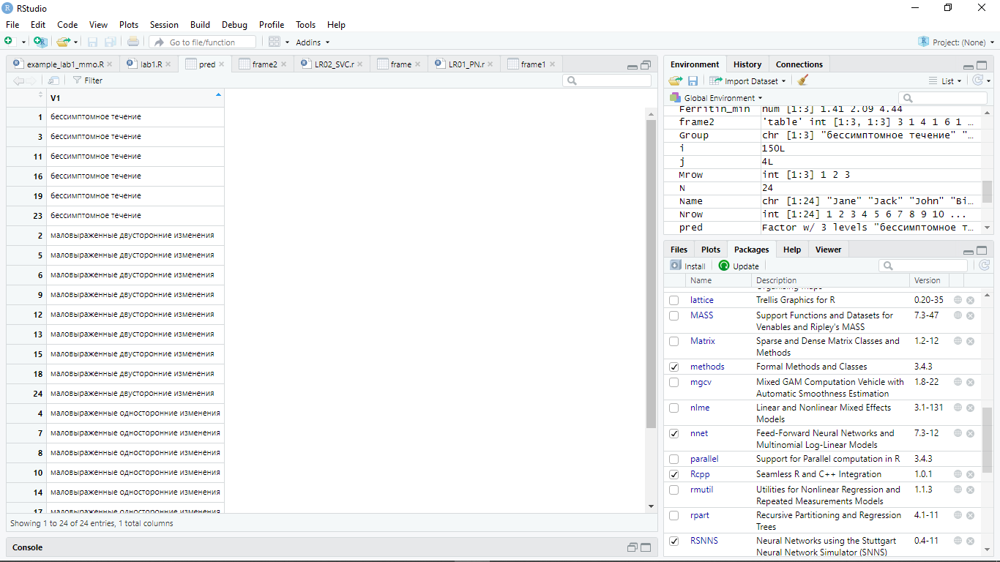 RStudio
File Edit Code View Plots Session Build Debug Profile Tools Help
Go to file/function Addins Project: (None)
example_lab1_mmo.R lab1.R pred frame2 LR02_SVC.r frame LR01_PN.r frame1
Filter
V1
1 бессимптомное течение
3 бессимптомное течение
11 бессимптомное течение
16 бессимптомное течение
19 бессимптомное течение
23 бессимптомное течение
2 маловыраженные двусторонние изменения
5 маловыраженные двусторонние изменения
6 маловыраженные двусторонние изменения
9 маловыраженные двусторонние изменения
12 маловыраженные двусторонние изменения
13 маловыраженные двусторонние изменения
15 маловыраженные двусторонние изменения
18 маловыраженные двусторонние изменения
24 маловыраженные двусторонние изменения
4 маловыраженные односторонние изменения
7 маловыраженные односторонние изменения
8 маловыраженные односторонние изменения
10 маловыраженные односторонние изменения
14 маловыраженные односторонние изменения
17 маловыраженные односторонние изменения
Showing 1 to 24 of 24 entries, 1 total columns
Console
Environment History Connections
Import Dataset List
Global Environment
Ferritin_min num [1:3] 1.41 2.09 4.44
frame2 'table' int [1:3, 1:3] 3 1 4 1 6 1 ...
Group chr [1:3] "бессимптомное течение" "...
i 150L
j 4L
Mrow int [1:3] 1 2 3
N 24
Name chr [1:24] "Jane" "Jack" "John" "Bi...
Nrow int [1:24] 1 2 3 4 5 6 7 8 9 10 ...
pred Factor w/ 3 levels "бессимптомное т...
Files Plots Packages Help Viewer
Install Update
Name Description Version
Organising Maps
lattice Trellis Graphics for R 0.20-35
MASS Support Functions and Datasets for 7.3-47
Venables and Ripley's MASS
Matrix Sparse and Dense Matrix Classes and 1.2-12
Methods
methods Formal Methods and Classes 3.4.3
mgcv Mixed GAM Computation Vehicle with 1.8-22
Automatic Smoothness Estimation
nlme Linear and Nonlinear Mixed Effects 3.1-131
Models
nnet Feed-Forward Neural Networks and 7.3-12
Multinomial Log-Linear Models
parallel Support for Parallel computation in R 3.4.3
Rcpp Seamless R and C++ Integration 1.0.1
rmutil Utilities for Nonlinear Regression and 1.1.3
Repeated Measurements Models
rpart Recursive Partitioning and Regression 4.1-11
Trees
RSNNS Neural Networks using the Stuttgart 0.4-11
Neural Network Simulator (SNNS)